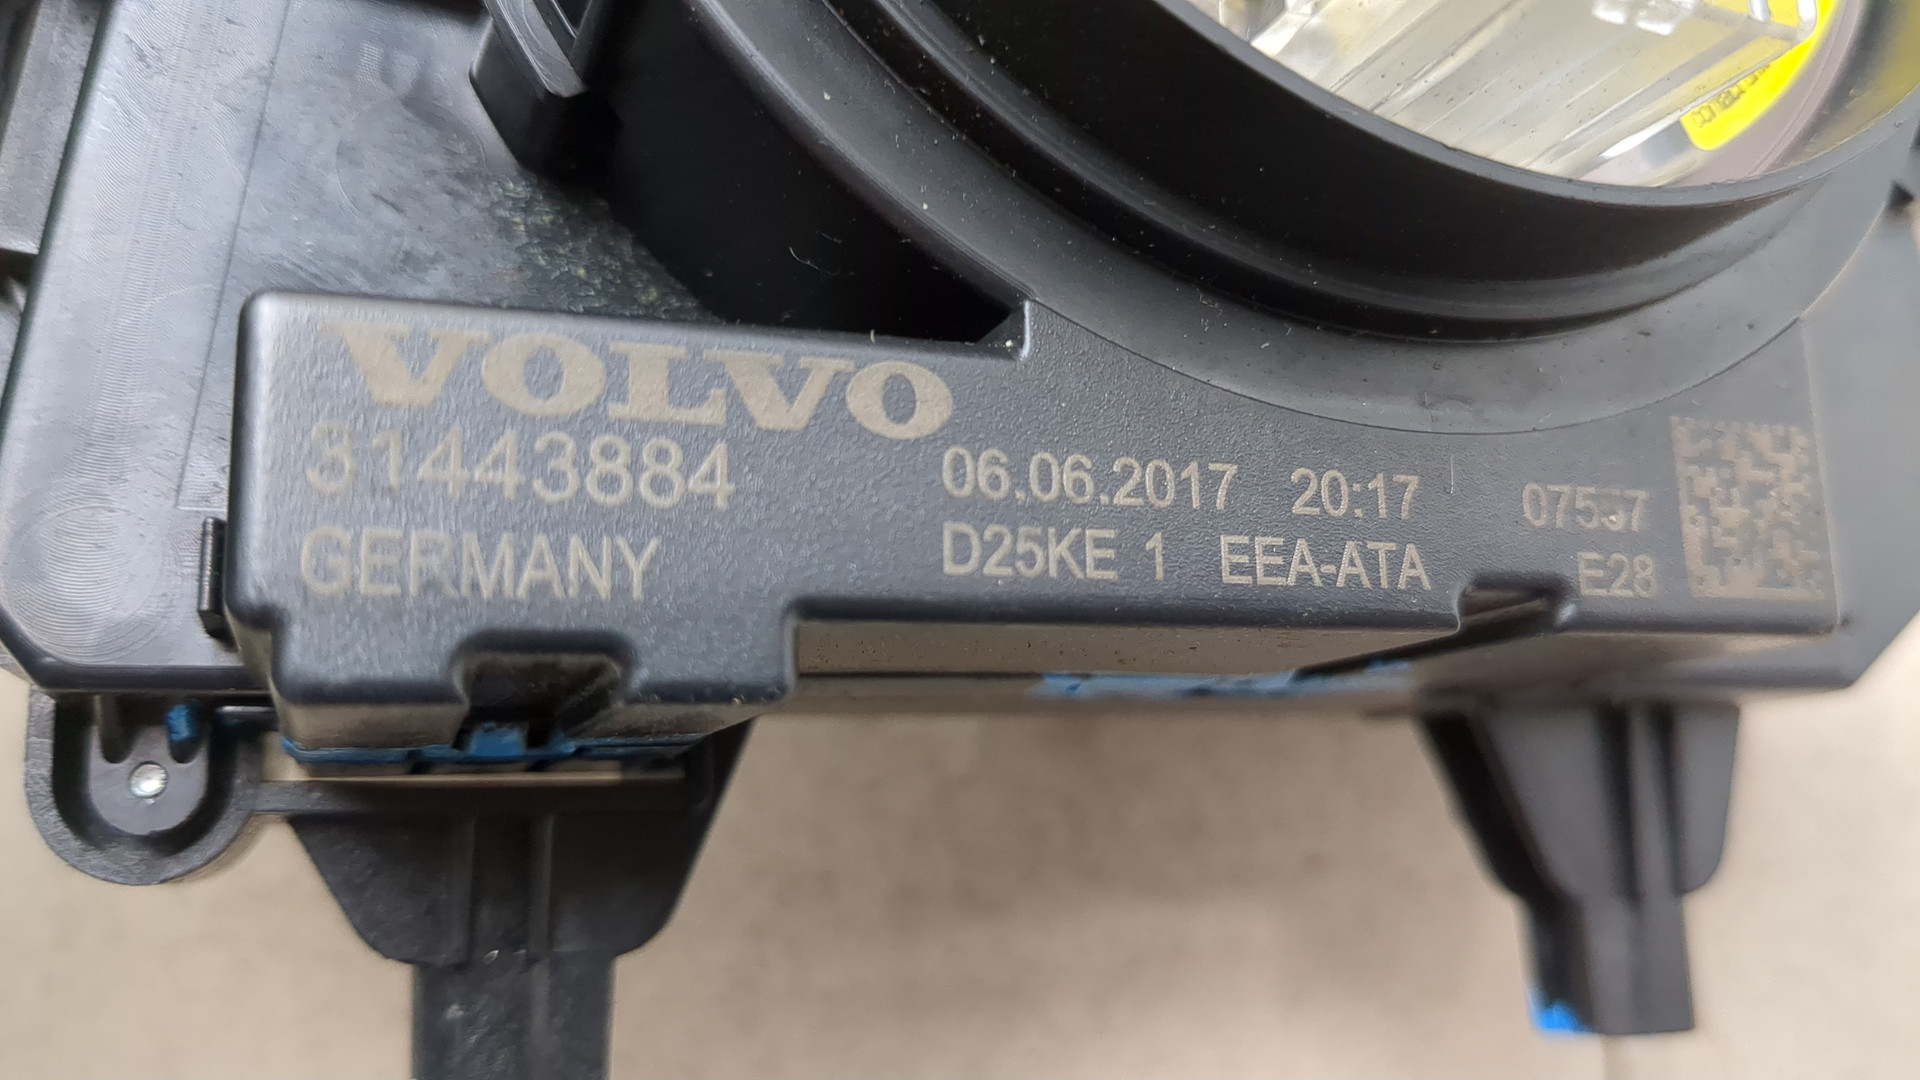 VOLVO
31443884
GERMANY
06.06.2017 20:17
D25KE 1 EEA-ATA
E28